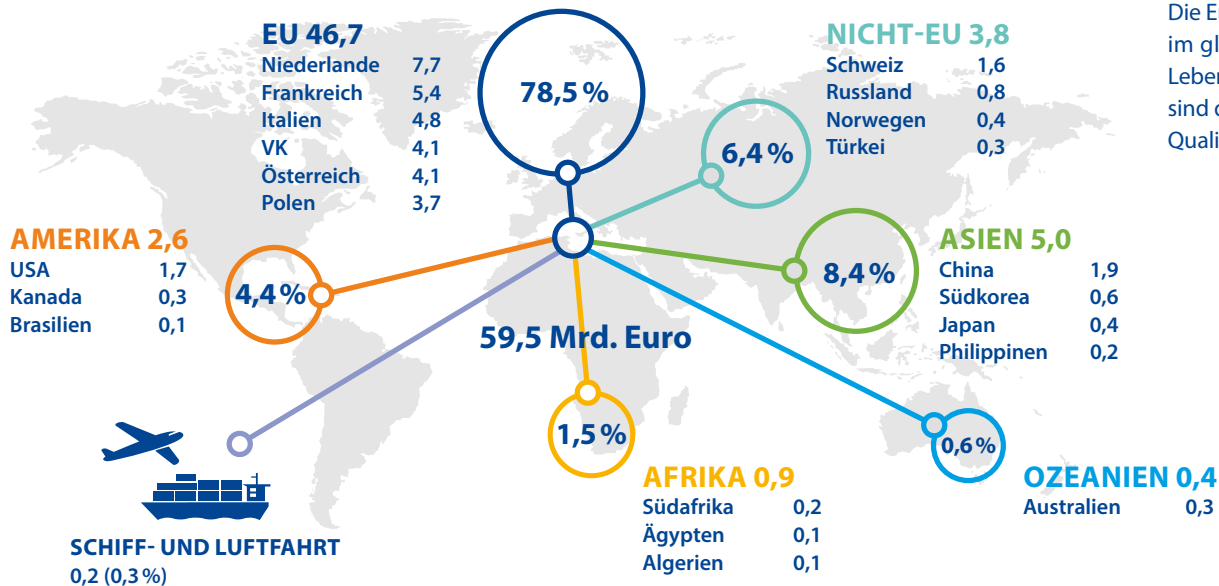 EU 46,7
Niederlande 7,7
Frankreich 5,4
Italien 4,8
VK 4,1
Österreich 4,1
Polen 3,7
78,5 %
NICHT-EU 3,8
Schweiz 1,6
Russland 0,8
Norwegen 0,4
Türkei 0,3
6,4 %
Die
im
sind
AMERIKA 2,6
USA 1,7
Kanada 0,3
Brasilien 0,1
4,4 %
ASIEN 5,0
China 1,9
Südkorea 0,6
Japan 0,4
Philippinen 0,2
8,4 %
59,5 Mrd. Euro
1,5 %
AFRIKA 0,9
Südafrika 0,2
Ägypten 0,1
Algerien 0,1
0,6 %
OZEANIEN 0,4
Australien 0,3
SCHIFF- UND LUFTFAHRT
0,2 (0,3 %)